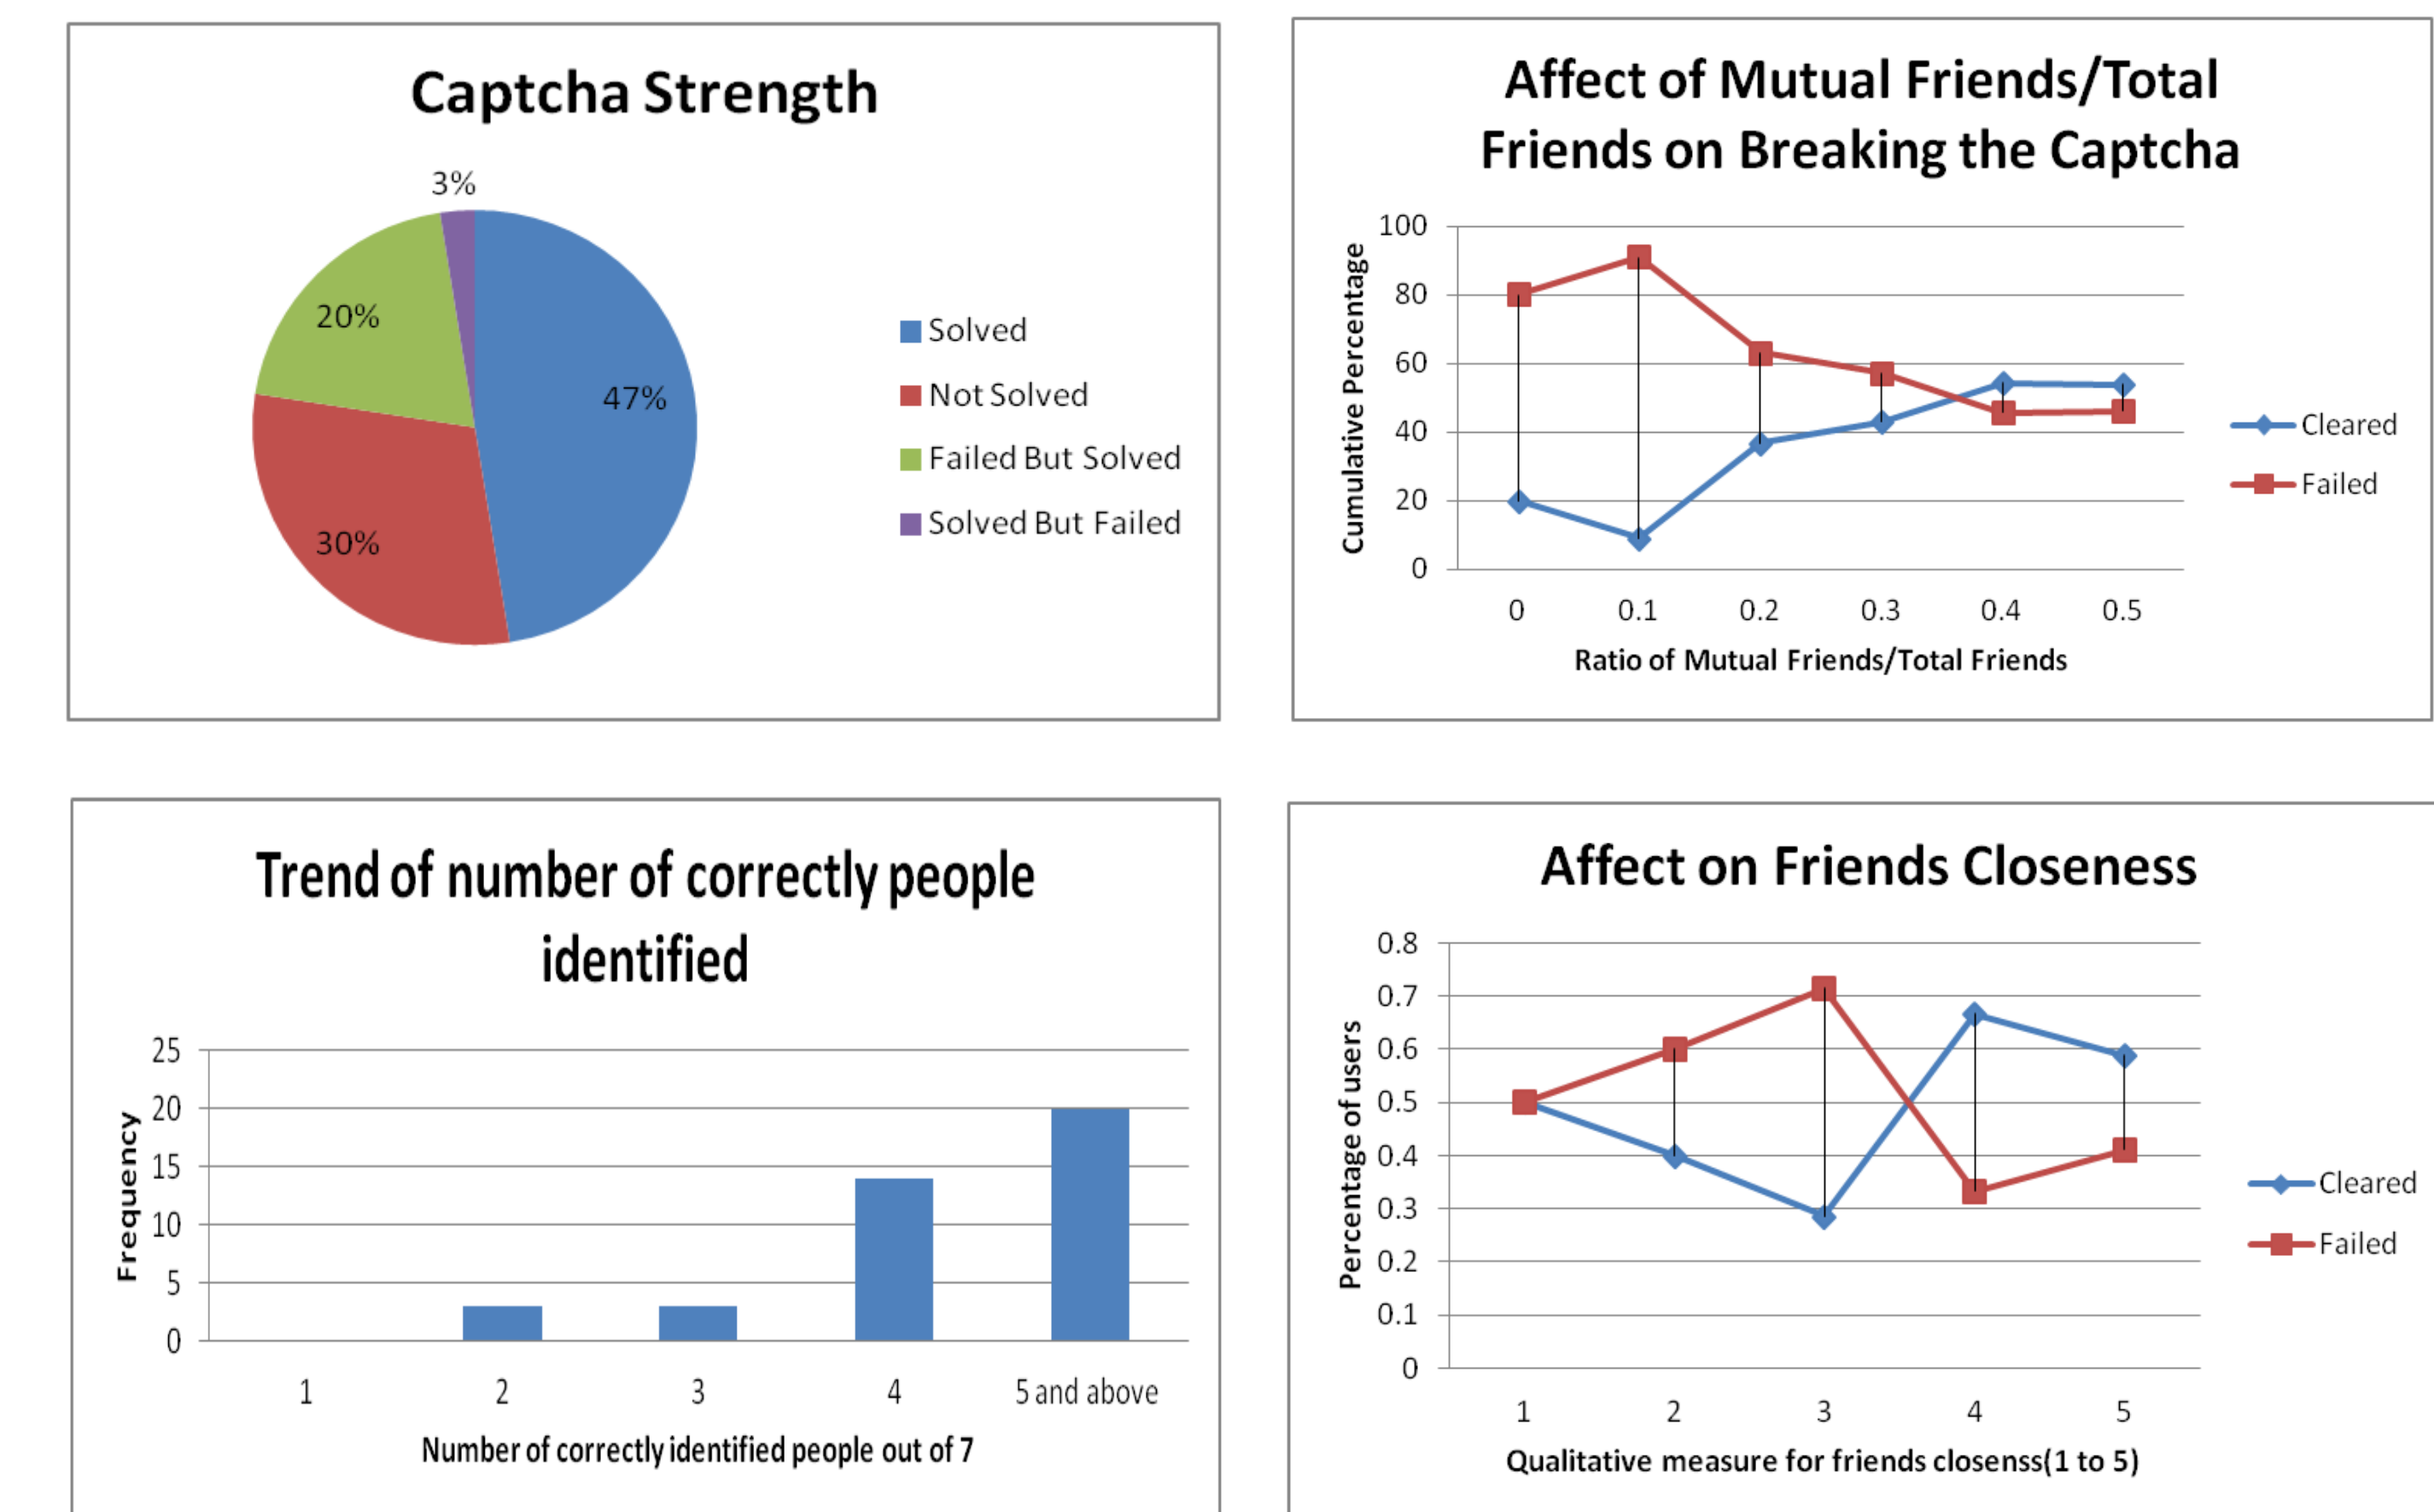 Captcha Strength
3%
20%
47%
30%
Solved
Not Solved
Failed But Solved
Solved But Failed
Affect of Mutual Friends/Total
Friends on Breaking the Captcha
Cumulative Percentage
100
80
60
40
20
0
0 0.1 0.2 0.3 0.4 0.5
Ratio of Mutual Friends/Total Friends
Cleared
Failed
Trend of number of correctly people
identified
Frequency
25
20
15
10
5
0
1 2 3 4 5 and above
Number of correctly identified people out of 7
Affect on Friends Closeness
Percentage of users
0.8
0.7
0.6
0.5
0.4
0.3
0.2
0.1
0
1 2 3 4 5
Qualitative measure for friends closenss(1 to 5)
Cleared
Failed